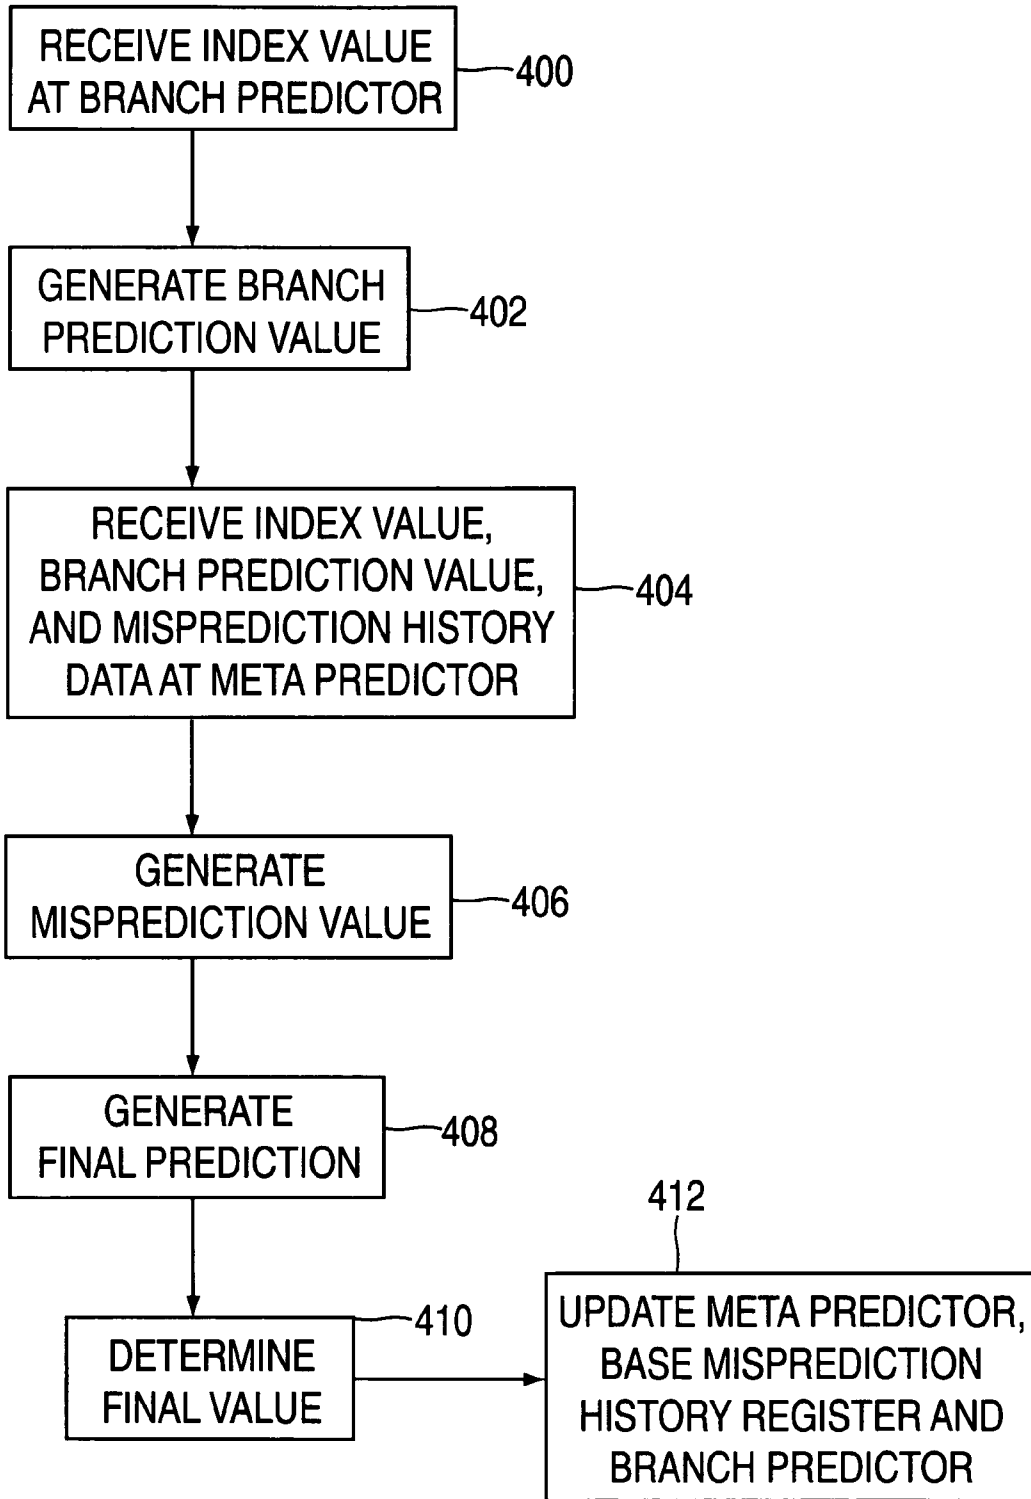 RECEIVE INDEX VALUE
AT BRANCH PREDICTOR
400
GENERATE BRANCH
PREDICTION VALUE
402
RECEIVE INDEX VALUE,
BRANCH PREDICTION VALUE,
AND MISPREDICTION HISTORY
DATA AT META PREDICTOR
404
GENERATE
MISPREDICTION VALUE
406
GENERATE
FINAL PREDICTION
408
DETERMINE
FINAL VALUE
410
412
UPDATE META PREDICTOR,
BASE MISPREDICTION
HISTORY REGISTER AND
BRANCH PREDICTOR